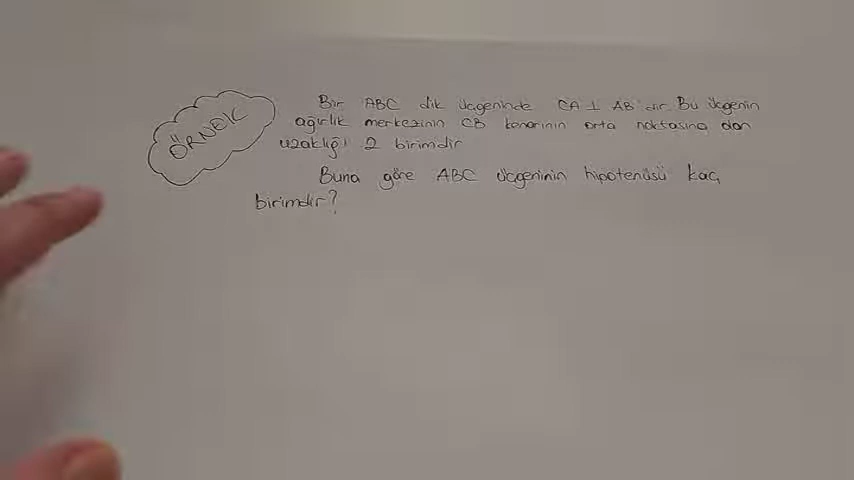 ÖRNEK
Bir ABC dik üçgeninde CA ⊥ AB dir. Bu üçgenin
ağırlık merkezinin CB kenarının orta noktasına olan
uzaklığı 2 birimdir
Buna göre ABC üçgeninin hipotenüsü kaç
birimdir?